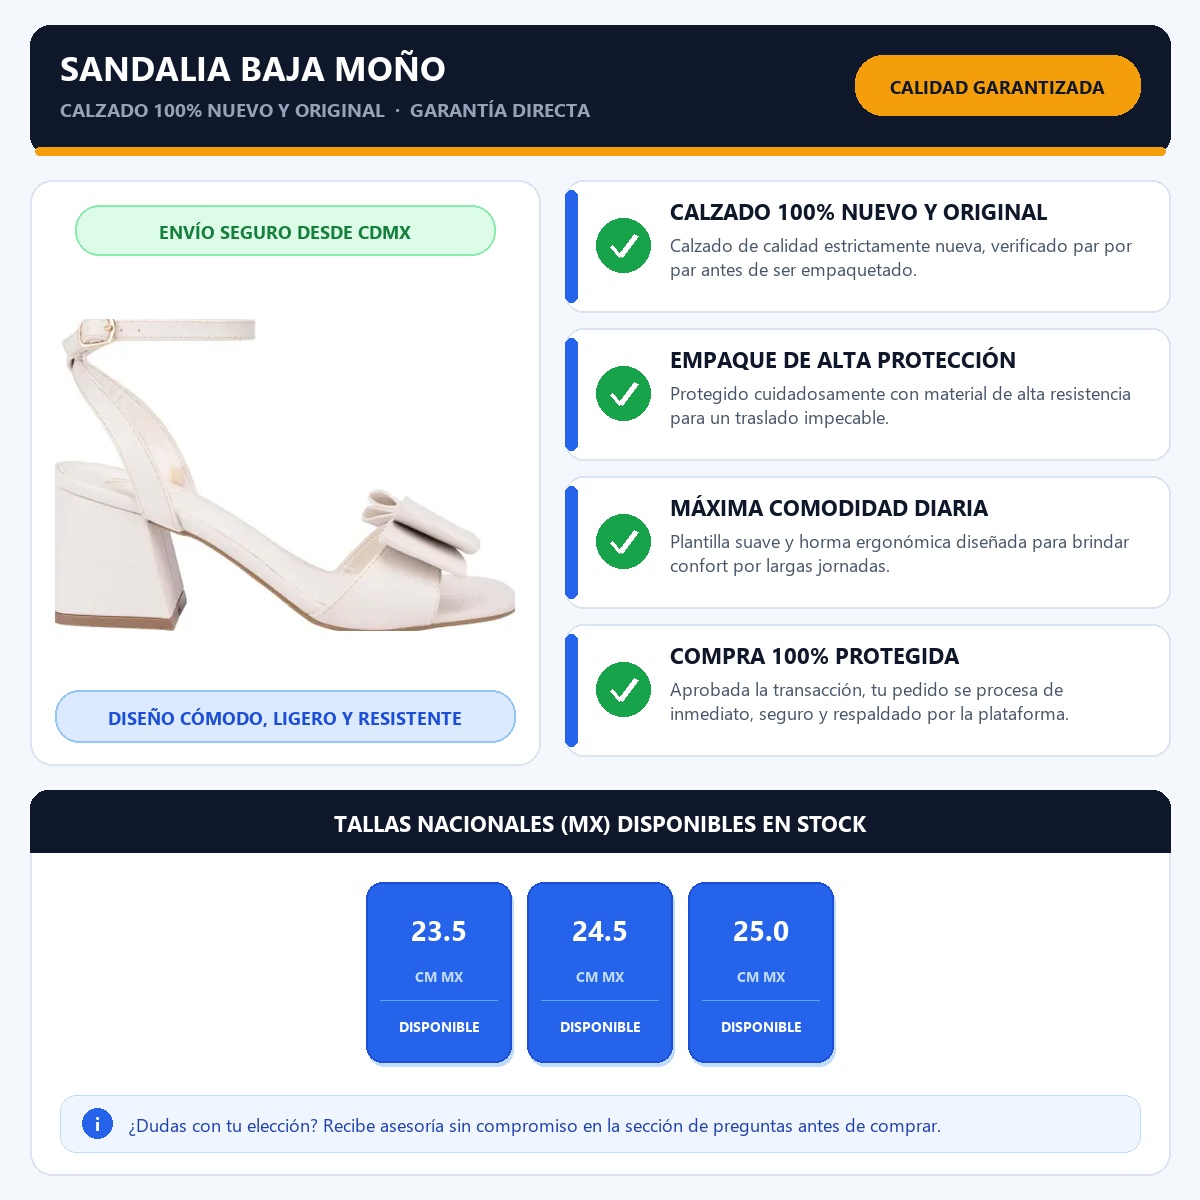 SANDALIA BAJA MOÑO
CALZADO 100% NUEVO Y ORIGINAL · GARANTÍA DIRECTA
CALIDAD GARANTIZADA
ENVÍO SEGURO DESDE CDMX
DISEÑO CÓMODO, LIGERO Y RESISTENTE
CALZADO 100% NUEVO Y ORIGINAL
Calzado de calidad estrictamente nueva, verificado par por
par antes de ser empaquetado.
EMPAQUE DE ALTA PROTECCIÓN
Protegido cuidadosamente con material de alta resistencia
para un traslado impecable.
MÁXIMA COMODIDAD DIARIA
Plantilla suave y horma ergonómica diseñada para brindar
confort por largas jornadas.
COMPRA 100% PROTEGIDA
Aprobada la transacción, tu pedido se procesa de
inmediato, seguro y respaldado por la plataforma.
TALLAS NACIONALES (MX) DISPONIBLES EN STOCK
23.5
CM MX
DISPONIBLE
24.5
CM MX
DISPONIBLE
25.0
CM MX
DISPONIBLE
¿Dudas con tu elección? Recibe asesoría sin compromiso en la sección de preguntas antes de comprar.